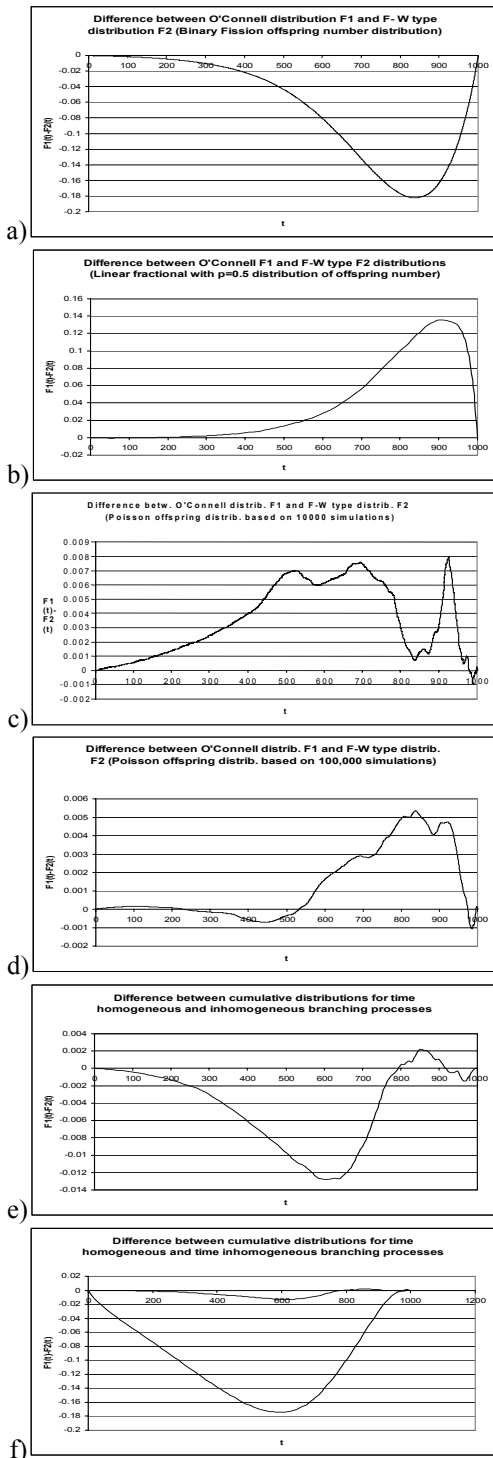 Difference between O'Connell distribution F1 and F- W type
distribution F2 (Binary Fission offspring number distribution)
0
-0.02
-0.04
-0.06
-0.08
-0.1
-0.12
-0.14
-0.16
-0.18
-0.2
0 100 200 300 400 500 600 700 800 900 1000
F1(t)-F2(t)
t
a)
Difference between O'Connell F1 and F-W type F2 distributions
(Linear fractional with p=0.5 distribution of offspring number)
0.16
0.14
0.12
0.1
0.08
0.06
0.04
0.02
0
-0.02
0 100 200 300 400 500 600 700 800 900 1000
F1(t)-F2(t)
t
b)
Difference betw. O'Connell distrib. F1 and F-W type distrib. F2
(Poisson offspring distrib. based on 10000 simulations)
0.009
0.008
0.007
0.006
0.005
0.004
0.003
0.002
0.001
0
-0.001
-0.002
0 100 200 300 400 500 600 700 800 900 1000
F1
(t)-
F2
(t)
t
c)
Difference between O'Connell distrib. F1 and F-W type distrib.
F2 (Poisson offspring distrib. based on 100,000 simulations)
0.006
0.005
0.004
0.003
0.002
0.001
0
-0.001
-0.002
0 100 200 300 400 500 600 700 800 900 1000
F1(t)-F2(t)
t
d)
Difference between cumulative distributions for time
homogeneous and inhomogeneous branching processes
0.004
0.002
0
-0.002
-0.004
-0.006
-0.008
-0.01
-0.012
-0.014
0 100 200 300 400 500 600 700 800 900 1000
F1(t)-F2(t)
t
e)
Difference between cumulative distributions for time
homogeneous and time inhomogeneous branching processes
0.02
0
-0.02
-0.04
-0.06
-0.08
-0.1
-0.12
-0.14
-0.16
-0.18
-0.2
0 200 400 600 800 1000 1200
F1(t)-F2(t)
t
f)